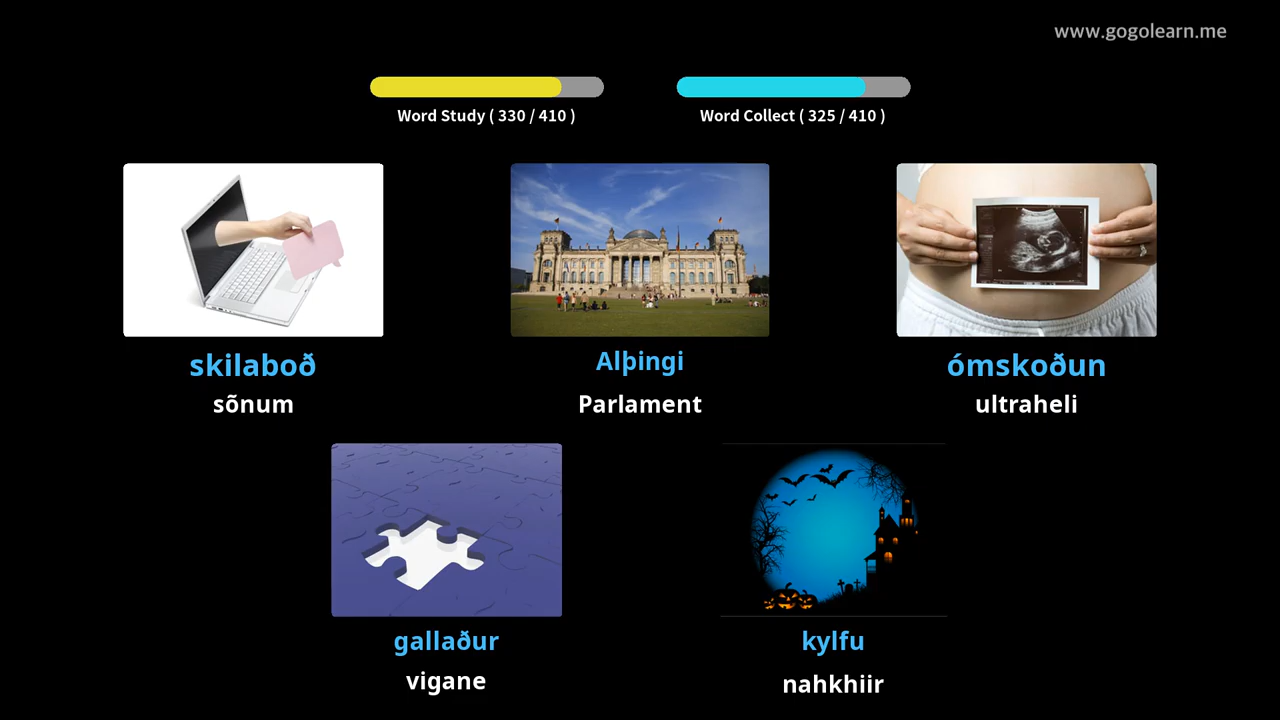 www.gogolearn.me
Word Study ( 330 / 410 )
Word Collect ( 325 / 410 )
skilaboð
sõnum
Alþingi
Parlament
ómskoðun
ultraheli
gallaður
vigane
kylfu
nahkhiir